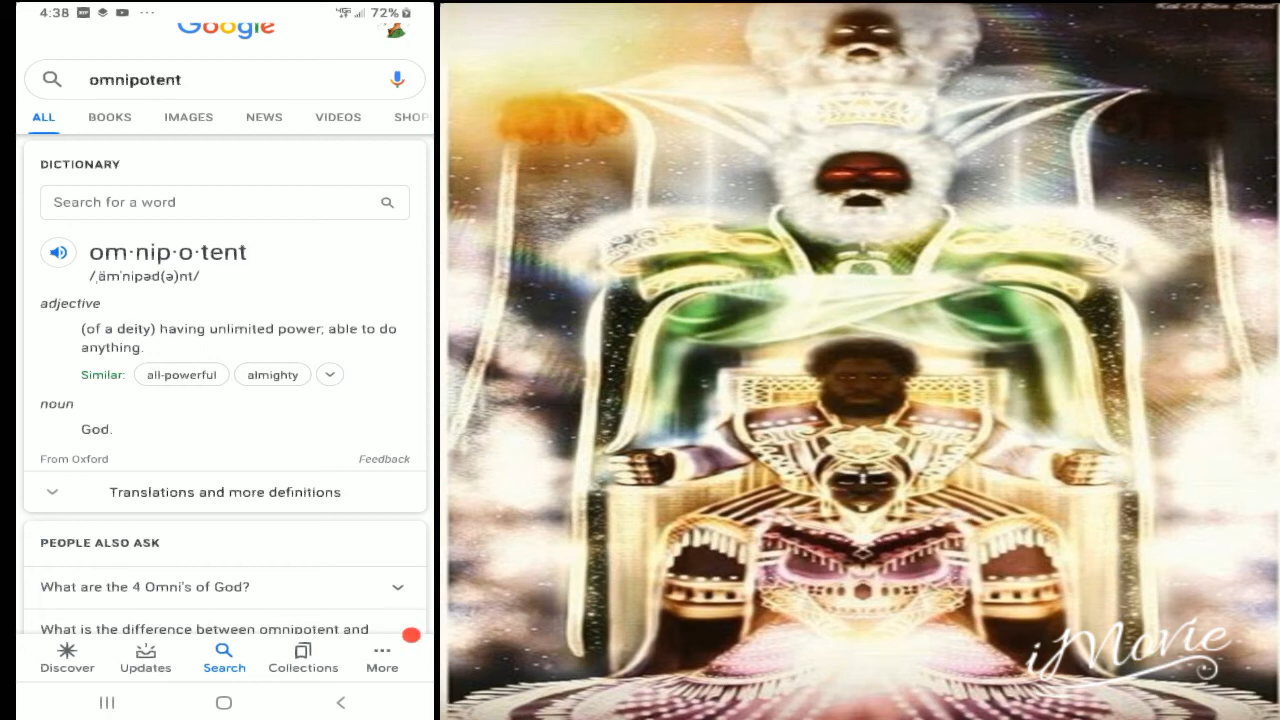 4:38
72%
Google
omnipotent
ALL BOOKS IMAGES NEWS VIDEOS SHOP
DICTIONARY
Search for a word
om·nip·o·tent
/ˌämˈnipəd(ə)nt/
adjective
(of a deity) having unlimited power; able to do
anything.
Similar: all-powerful almighty
noun
God.
From Oxford Feedback
Translations and more definitions
PEOPLE ALSO ASK
What are the 4 Omni's of God?
What is the difference between omnipotent and
Discover Updates Search Collections More
iMovie